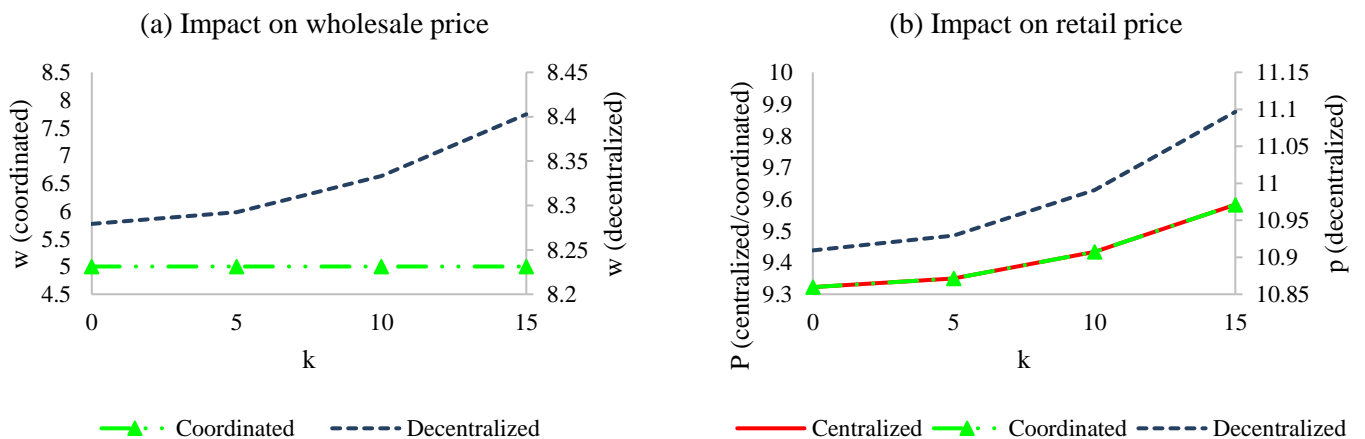 (a) Impact on wholesale price
w (coordinated)
8.5
8
7.5
7
6.5
6
5.5
5
4.5
8.45
8.4
8.35
8.3
8.25
8.2
w (decentralized)
0 5 10 15
k
Coordinated Decentralized
(b) Impact on retail price
P (centralized/coordinated)
10
9.9
9.8
9.7
9.6
9.5
9.4
9.3
11.15
11.1
11.05
11
10.95
10.9
10.85
p (decentralized)
0 5 10 15
k
Centralized Coordinated Decentralized